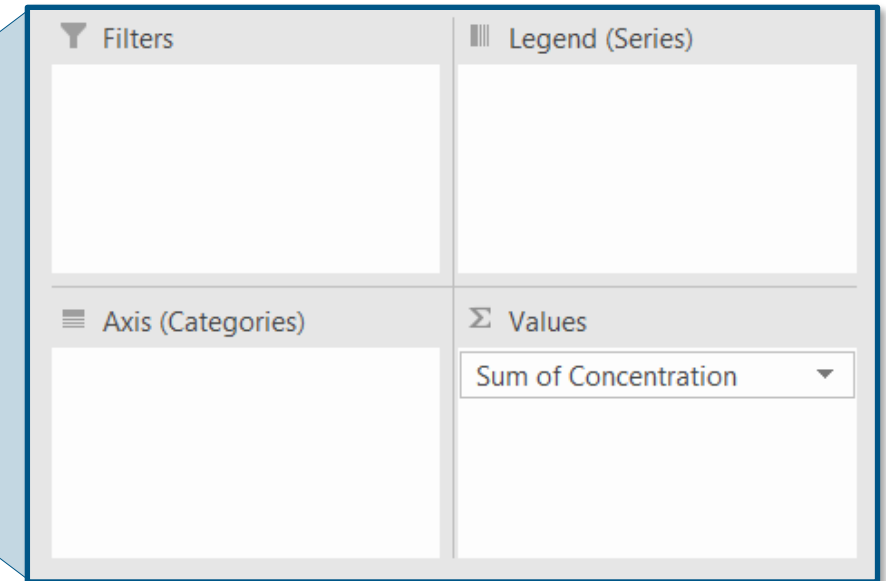 Filters
Legend (Series)
Axis (Categories)
Σ Values
Sum of Concentration